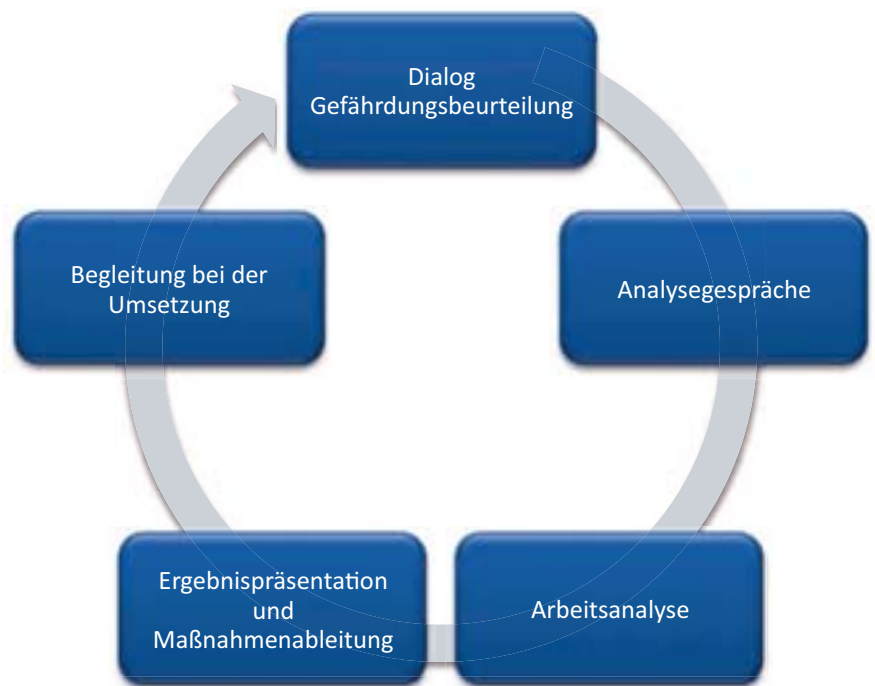 Dialog
Gefährdungsbeurteilung
Analysegespräche
Arbeitsanalyse
Ergebnispräsentation
und
Maßnahmenableitung
Begleitung bei der
Umsetzung